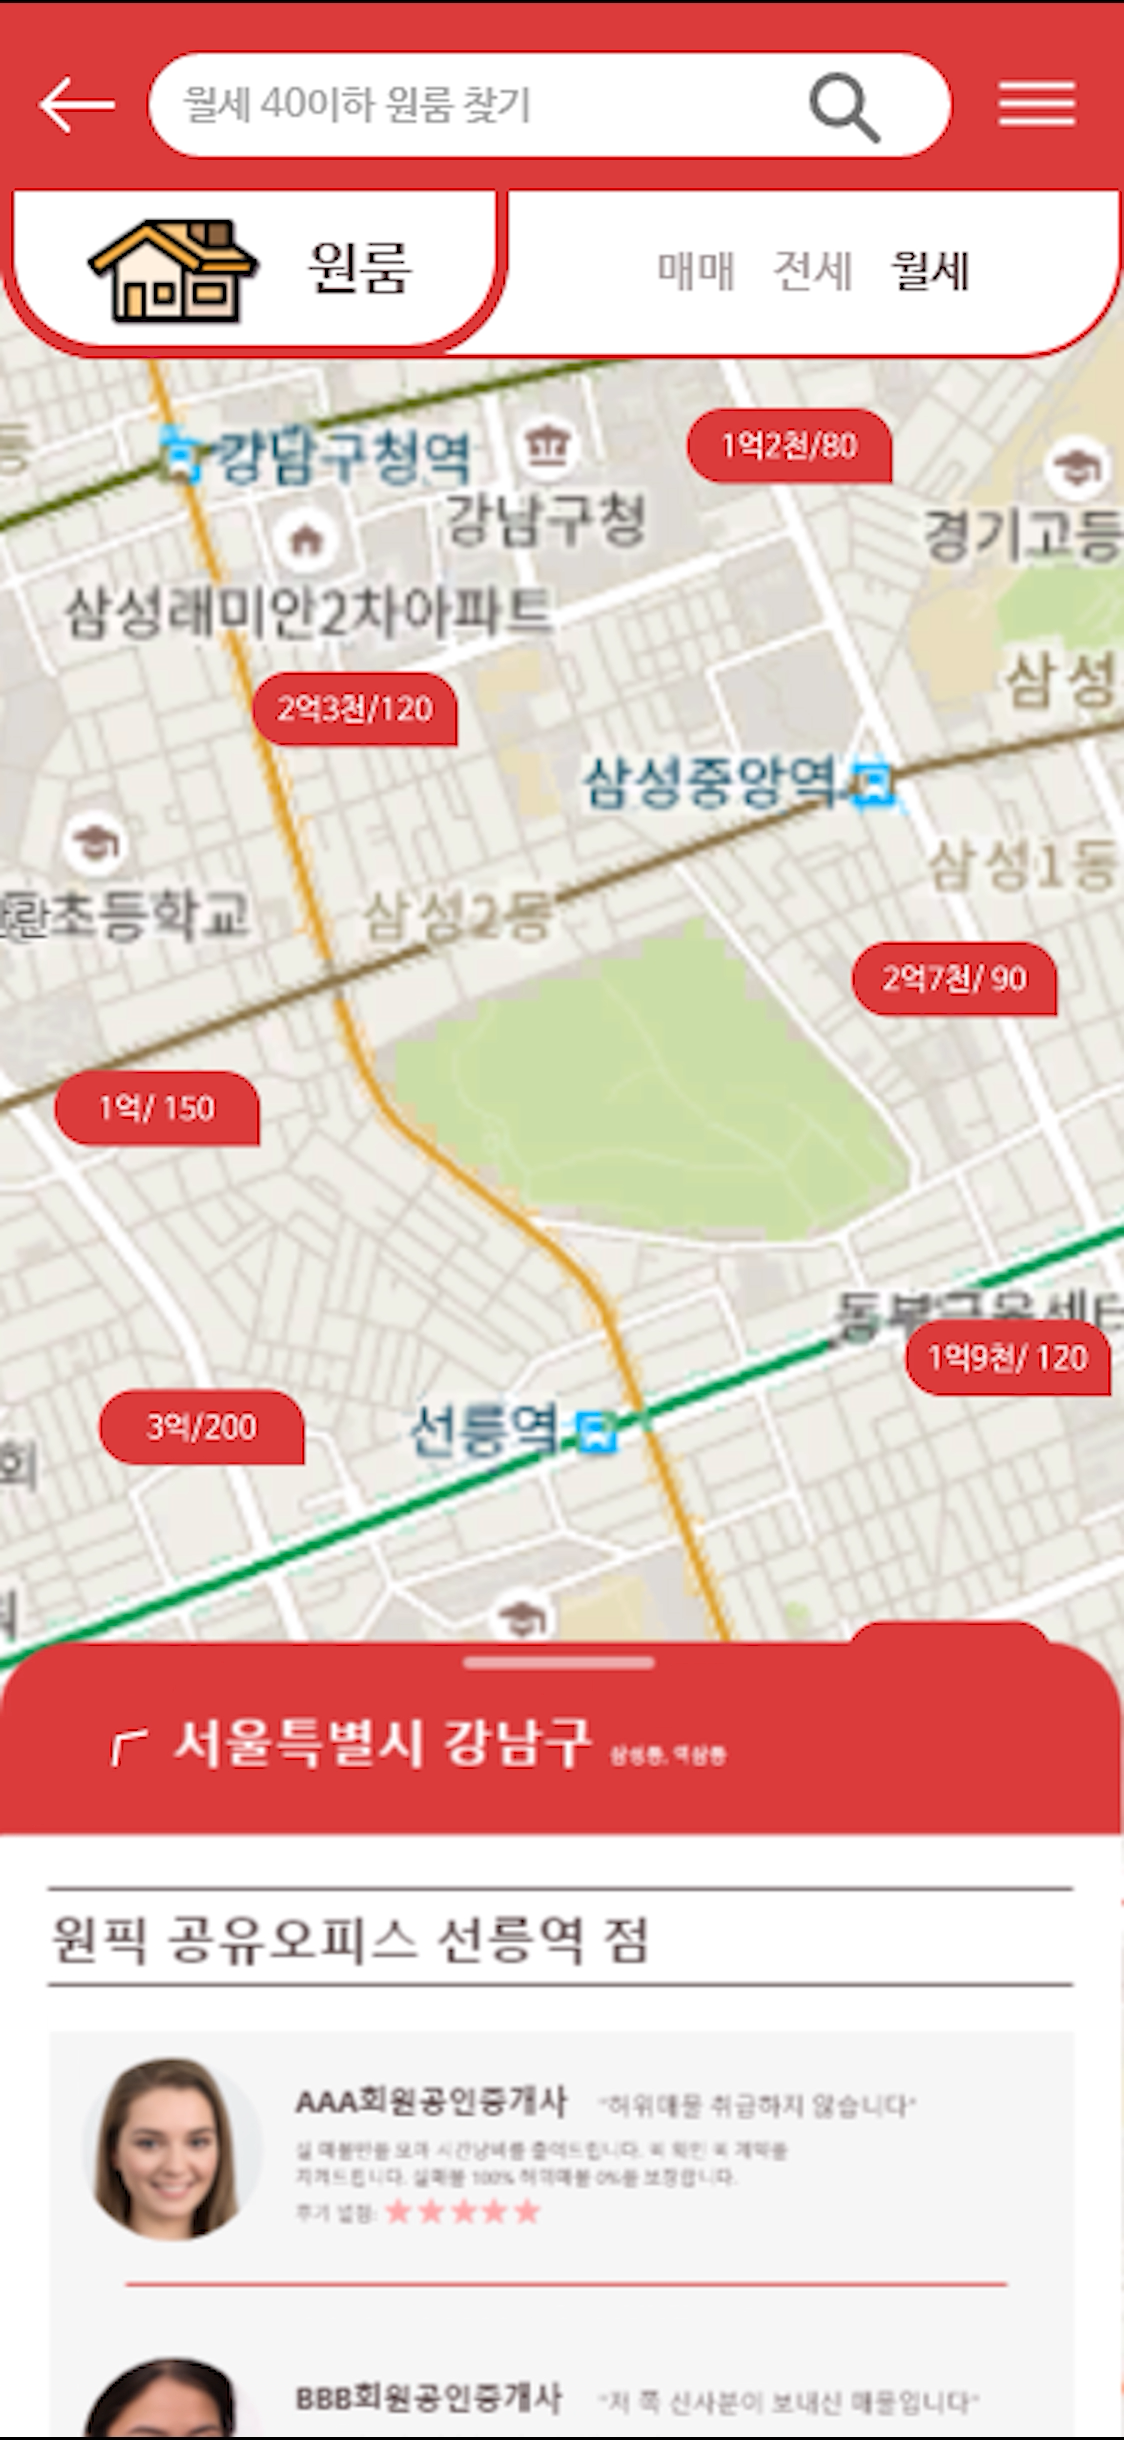 월세 40이하 원룸 찾기
원룸
매매 전세 월세
강남구청역
1억2천/80
강남구청
경기고등
삼성래미안2차아파트
삼성
2억3천/120
삼성중앙역
삼성1동
초등학교
삼성2동
2억7천/ 90
1억/ 150
1억9천/ 120
3억/200
선릉역
회
서울특별시 강남구 삼성동, 역삼동
원픽 공유오피스 선릉역 점
AAA회원공인중개사 "허위매물 취급하지 않습니다"
실 매물만을 모아 시간낭비를 줄여드립니다. 꼭 확인 꼭 계약을
지켜드립니다. 실매물 100% 허위매물 0%을 보장합니다.
후기 별점:
BBB회원공인중개사 "저 쪽 신사분이 보내신 매물입니다"